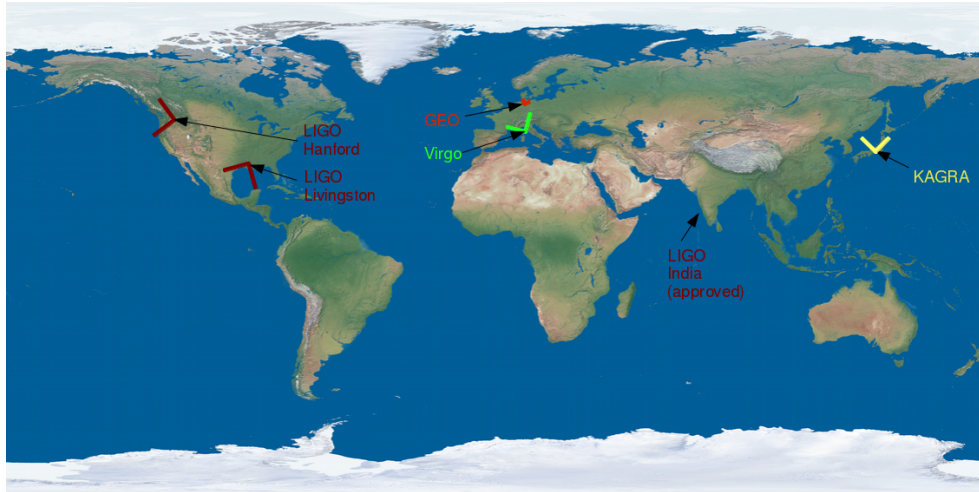 LIGO
Hanford
LIGO
Livingston
GEO
Virgo
KAGRA
LIGO
India
(approved)